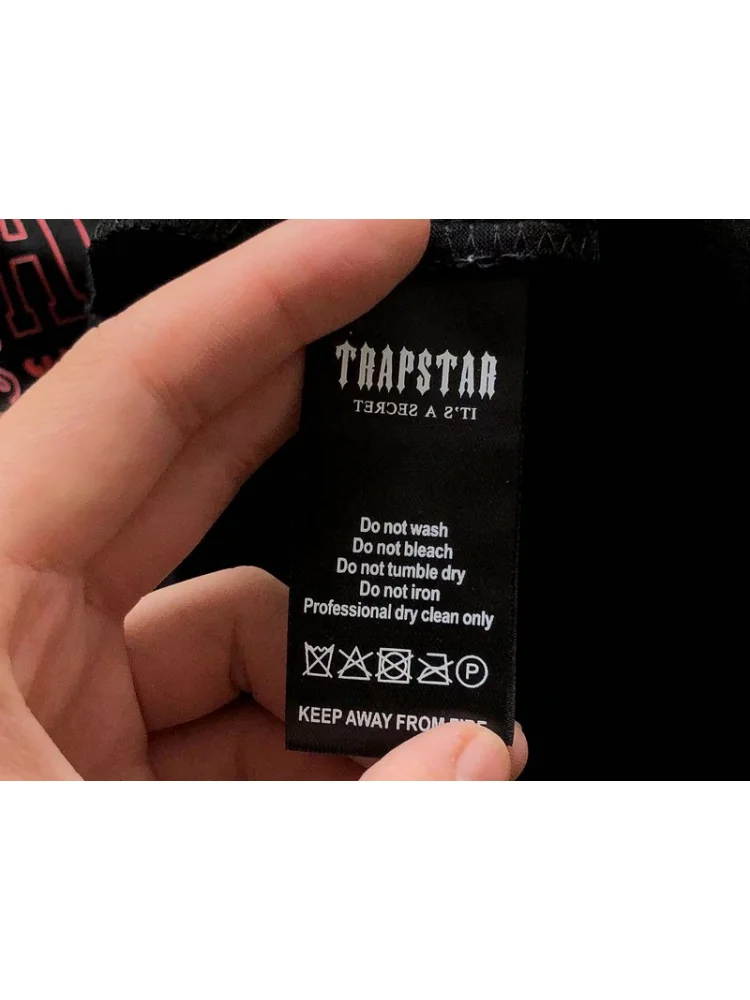 TRAPSTAR
IT'S A SECRET
Do not wash
Do not bleach
Do not tumble dry
Do not iron
Professional dry clean only
P
KEEP AWAY FROM FIRE